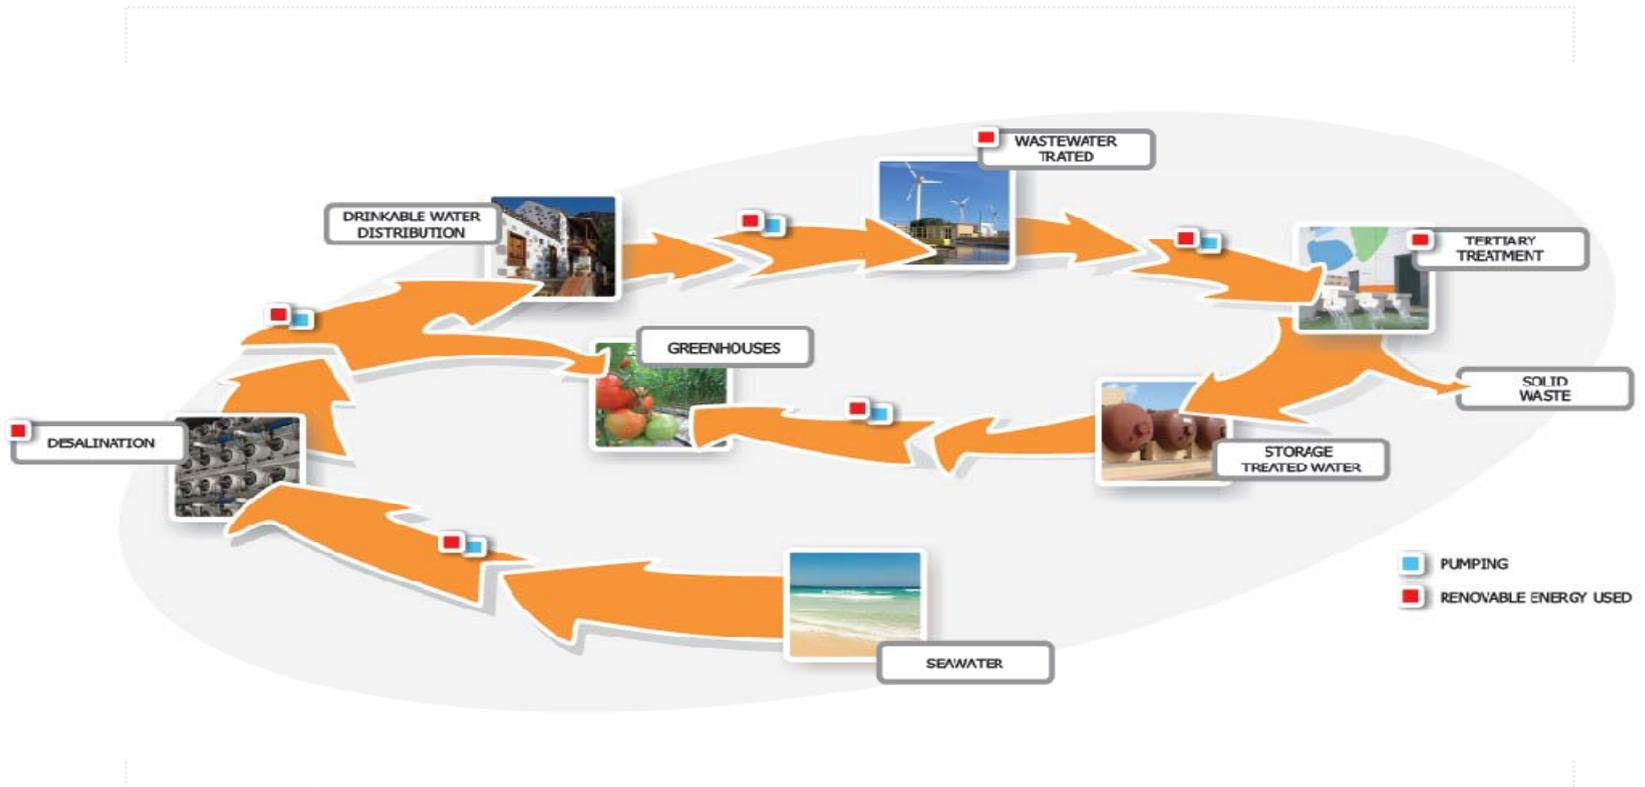 WASTEWATER
TRATED
DRINKABLE WATER
DISTRIBUTION
TERTIARY
TREATMENT
GREENHOUSES
SOLID
WASTE
DESALINATION
STORAGE
TREATED WATER
PUMPING
RENOVABLE ENERGY USED
SEAWATER